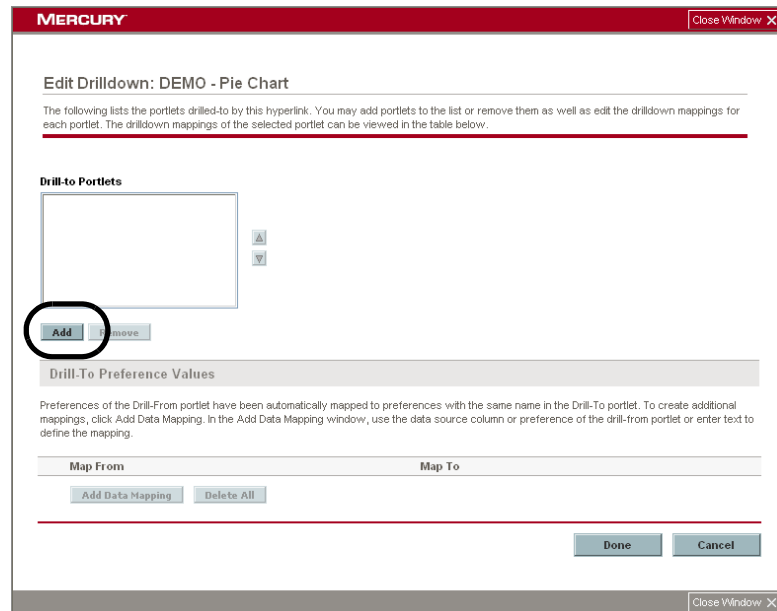 MERCURY
Close Window X
Edit Drilldown: DEMO - Pie Chart
The following lists the portlets drilled-to by this hyperlink. You may add portlets to the list or remove them as well as edit the drilldown mappings for
each portlet. The drilldown mappings of the selected portlet can be viewed in the table below.
Drill-to Portlets
Add Remove
Drill-To Preference Values
Preferences of the Drill-From portlet have been automatically mapped to preferences with the same name in the Drill-To portlet. To create additional
mappings, click Add Data Mapping. In the Add Data Mapping window, use the data source column or preference of the drill-from portlet or enter text to
define the mapping.
Map From Map To
Add Data Mapping Delete All
Done Cancel
Close Window X